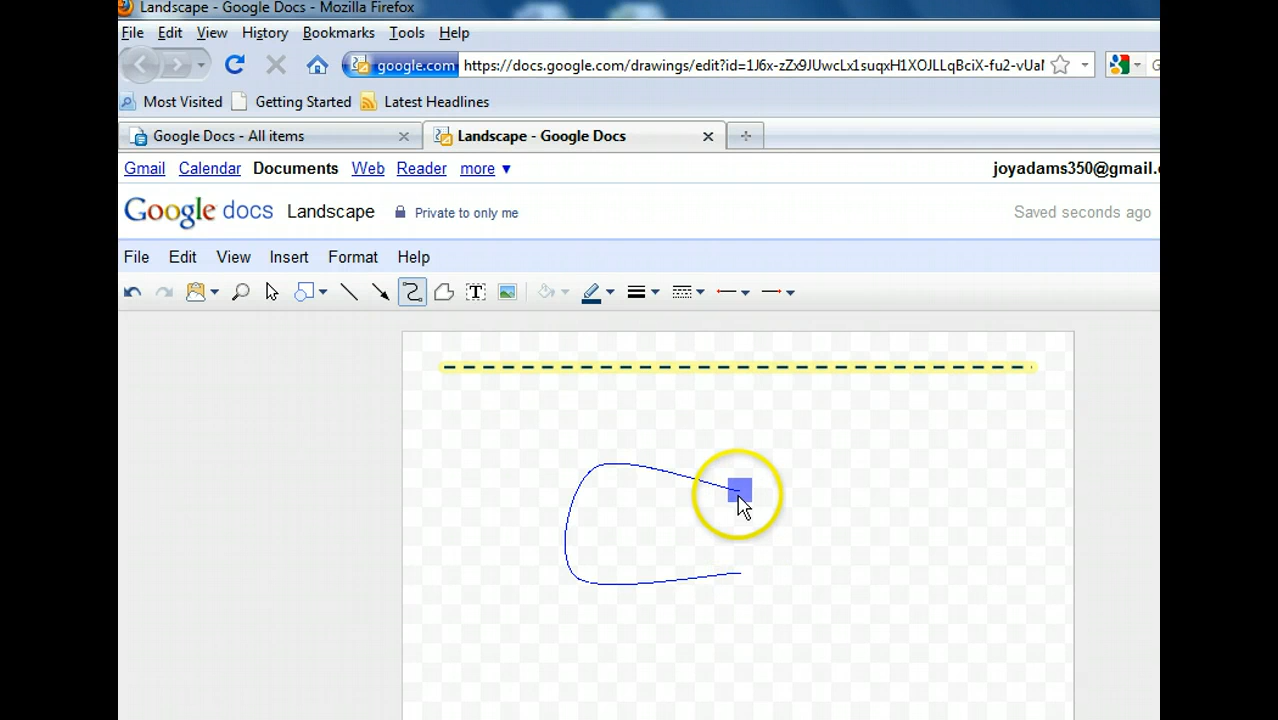 Landscape - Google Docs - Mozilla Firefox
File Edit View History Bookmarks Tools Help
google.com https://docs.google.com/drawings/edit?id=1J6x-zZx9JUwcLx1suqxH1XOJLLqBciX-fu2-vUaM
Most Visited Getting Started Latest Headlines
Google Docs - All items Landscape - Google Docs
Gmail Calendar Documents Web Reader more joyadams350@gmail.
Google docs Landscape Private to only me Saved seconds ago
File Edit View Insert Format Help
T